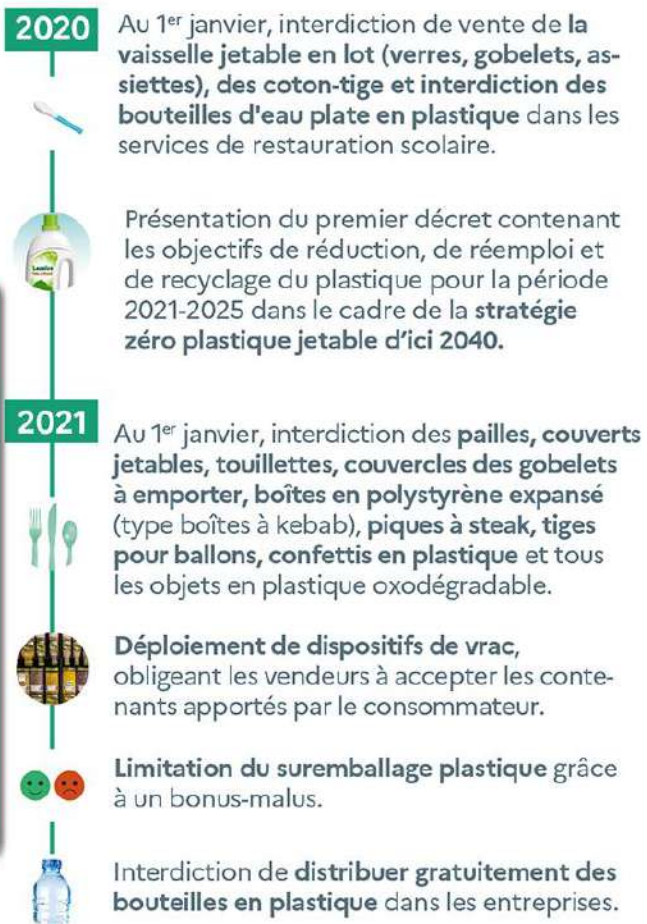 2020
Au 1er janvier, interdiction de vente de la
vaisselle jetable en lot (verres, gobelets, as-
siettes), des coton-tige et interdiction des
bouteilles d'eau plate en plastique dans les
services de restauration scolaire.
Présentation du premier décret contenant
les objectifs de réduction, de réemploi et
de recyclage du plastique pour la période
2021-2025 dans le cadre de la stratégie
zéro plastique jetable d’ici 2040.
2021
Au 1er janvier, interdiction des pailles, couverts
jetables, touillettes, couvercles des gobelets
à emporter, boîtes en polystyrène expansé
(type boîtes à kebab), piques à steak, tiges
pour ballons, confettis en plastique et tous
les objets en plastique oxodégradable.
Déploiement de dispositifs de vrac,
obligeant les vendeurs à accepter les conte-
nants apportés par le consommateur.
Limitation du suremballage plastique grâce
à un bonus-malus.
Interdiction de distribuer gratuitement des
bouteilles en plastique dans les entreprises.